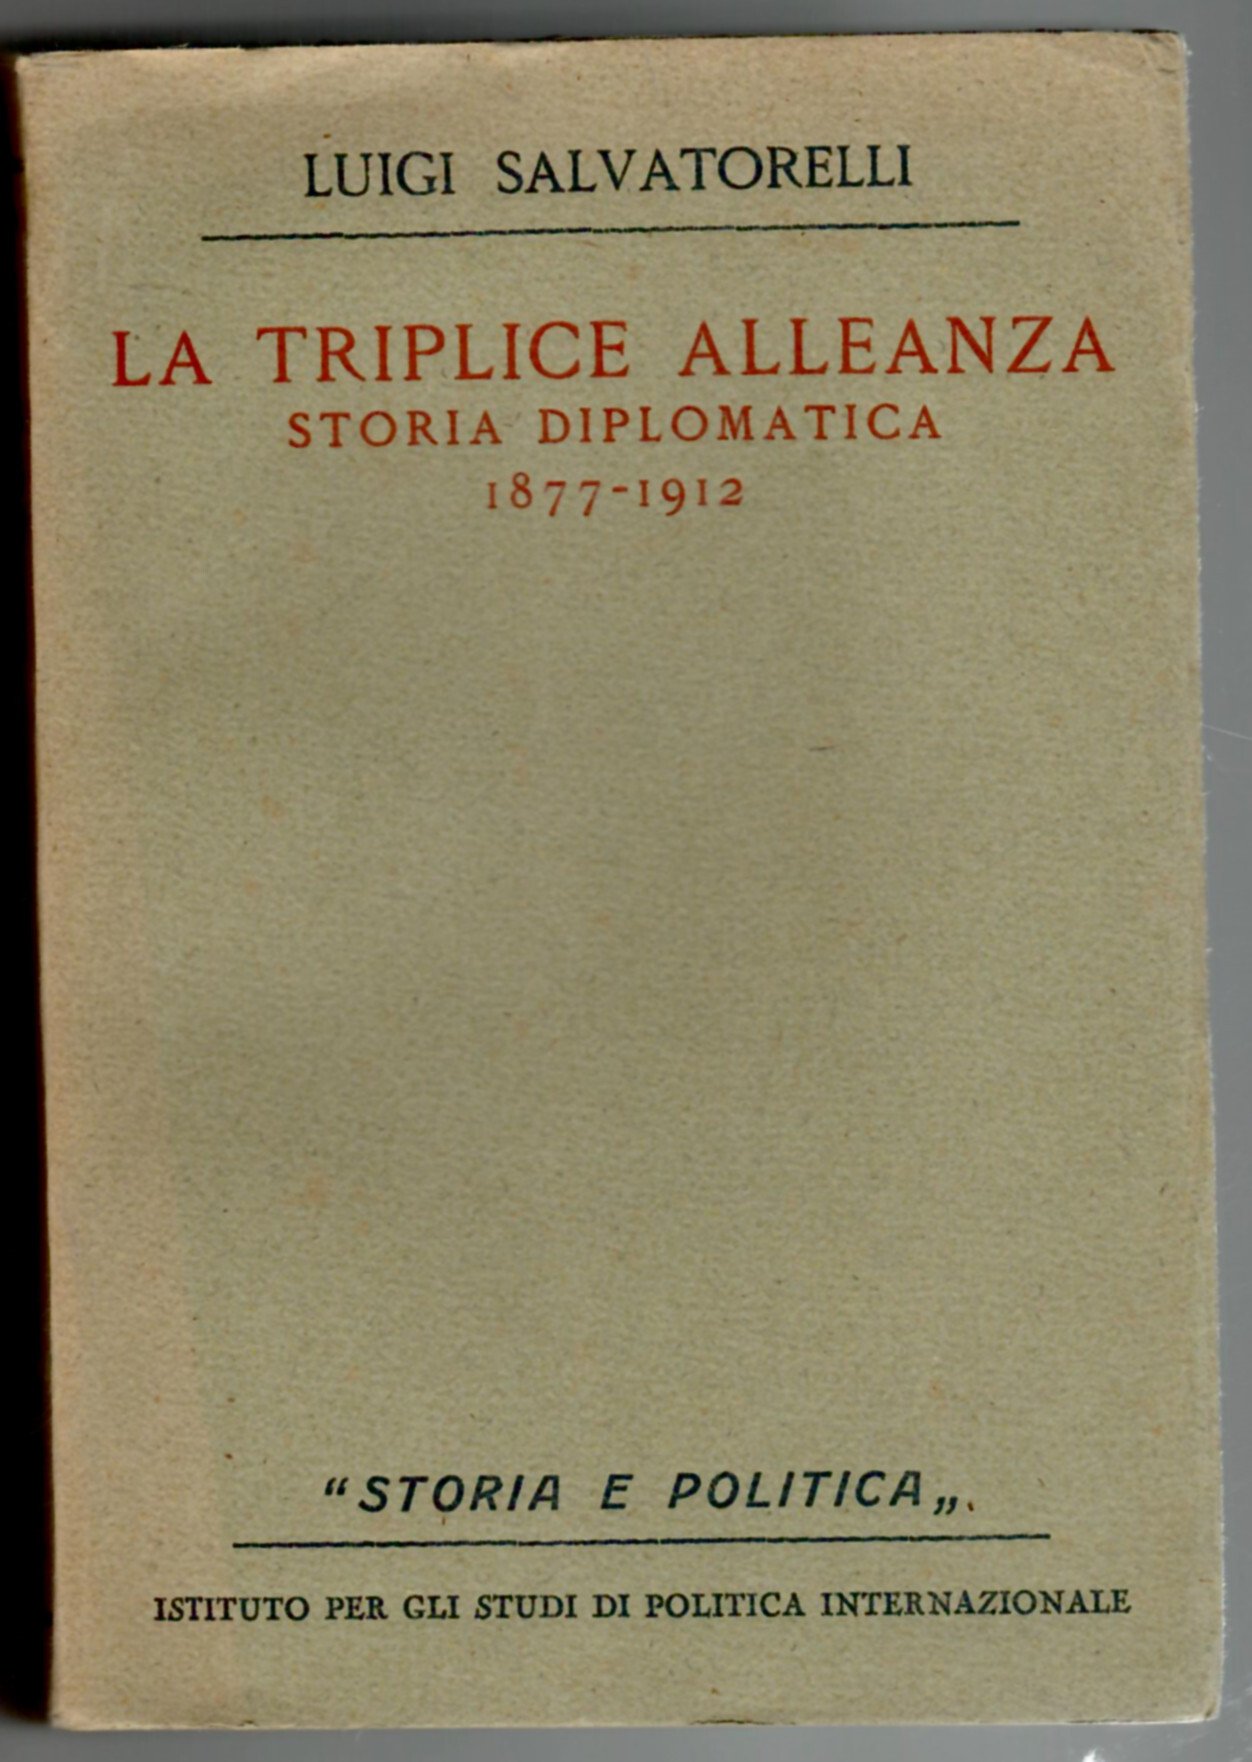 LUIGI SALVATORELLI
LA TRIPLICE ALLEANZA
STORIA DIPLOMATICA
1877-1912
"STORIA E POLITICA„.
ISTITUTO PER GLI STUDI DI POLITICA INTERNAZIONALE